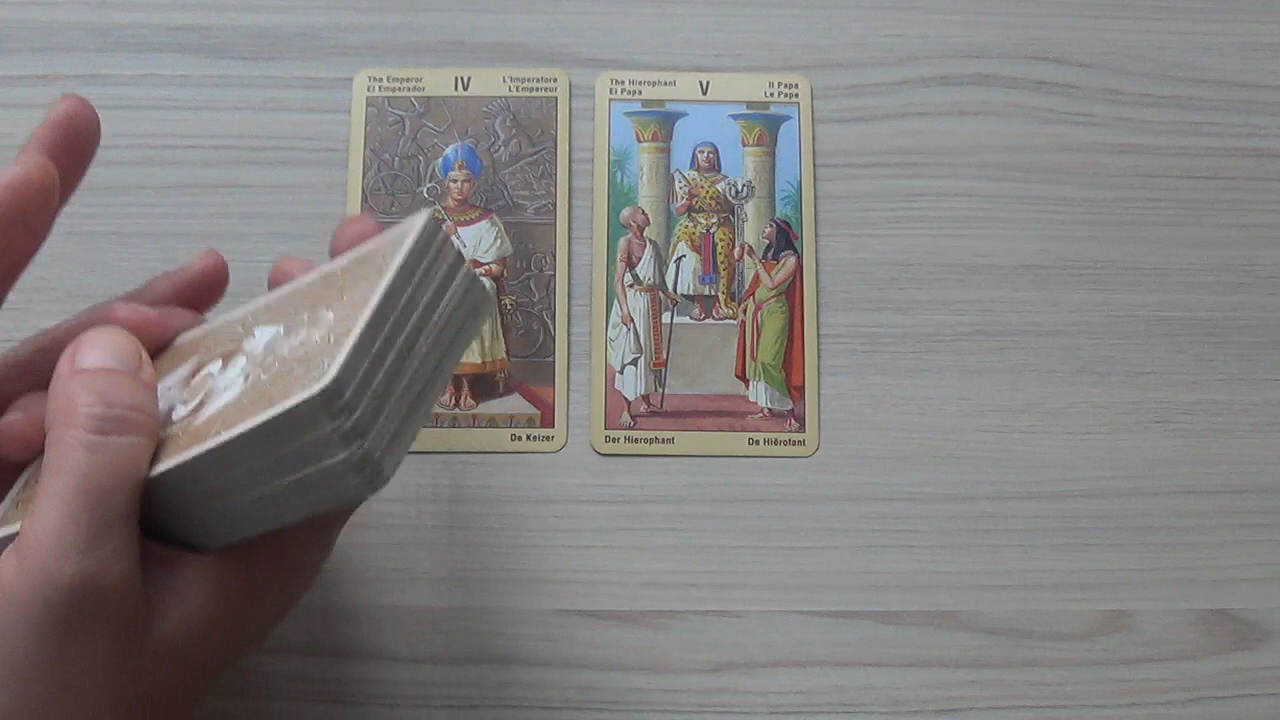 The Emperor
El Emperador
IV
L'Imperatore
L'Empereur
De Keizer
The Hierophant
El Papa
V
Il Papa
Le Pape
Der Hierophant
De Hiërofant